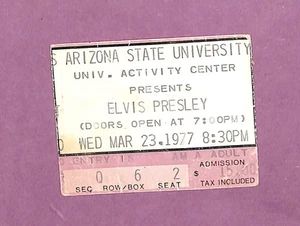 S ARIZONA STATE UNIVERSITY
UNIV. ACTIVITY CENTER
PRESENTS
ELVIS PRESLEY
(DOORS OPEN AT 7:00PM)
O WED MAR 23.1977 8:30PM
ENTRY ADULT ADMISSION
0 6 2 $
SEC ROW/BOX SEAT TAX INCLUDED